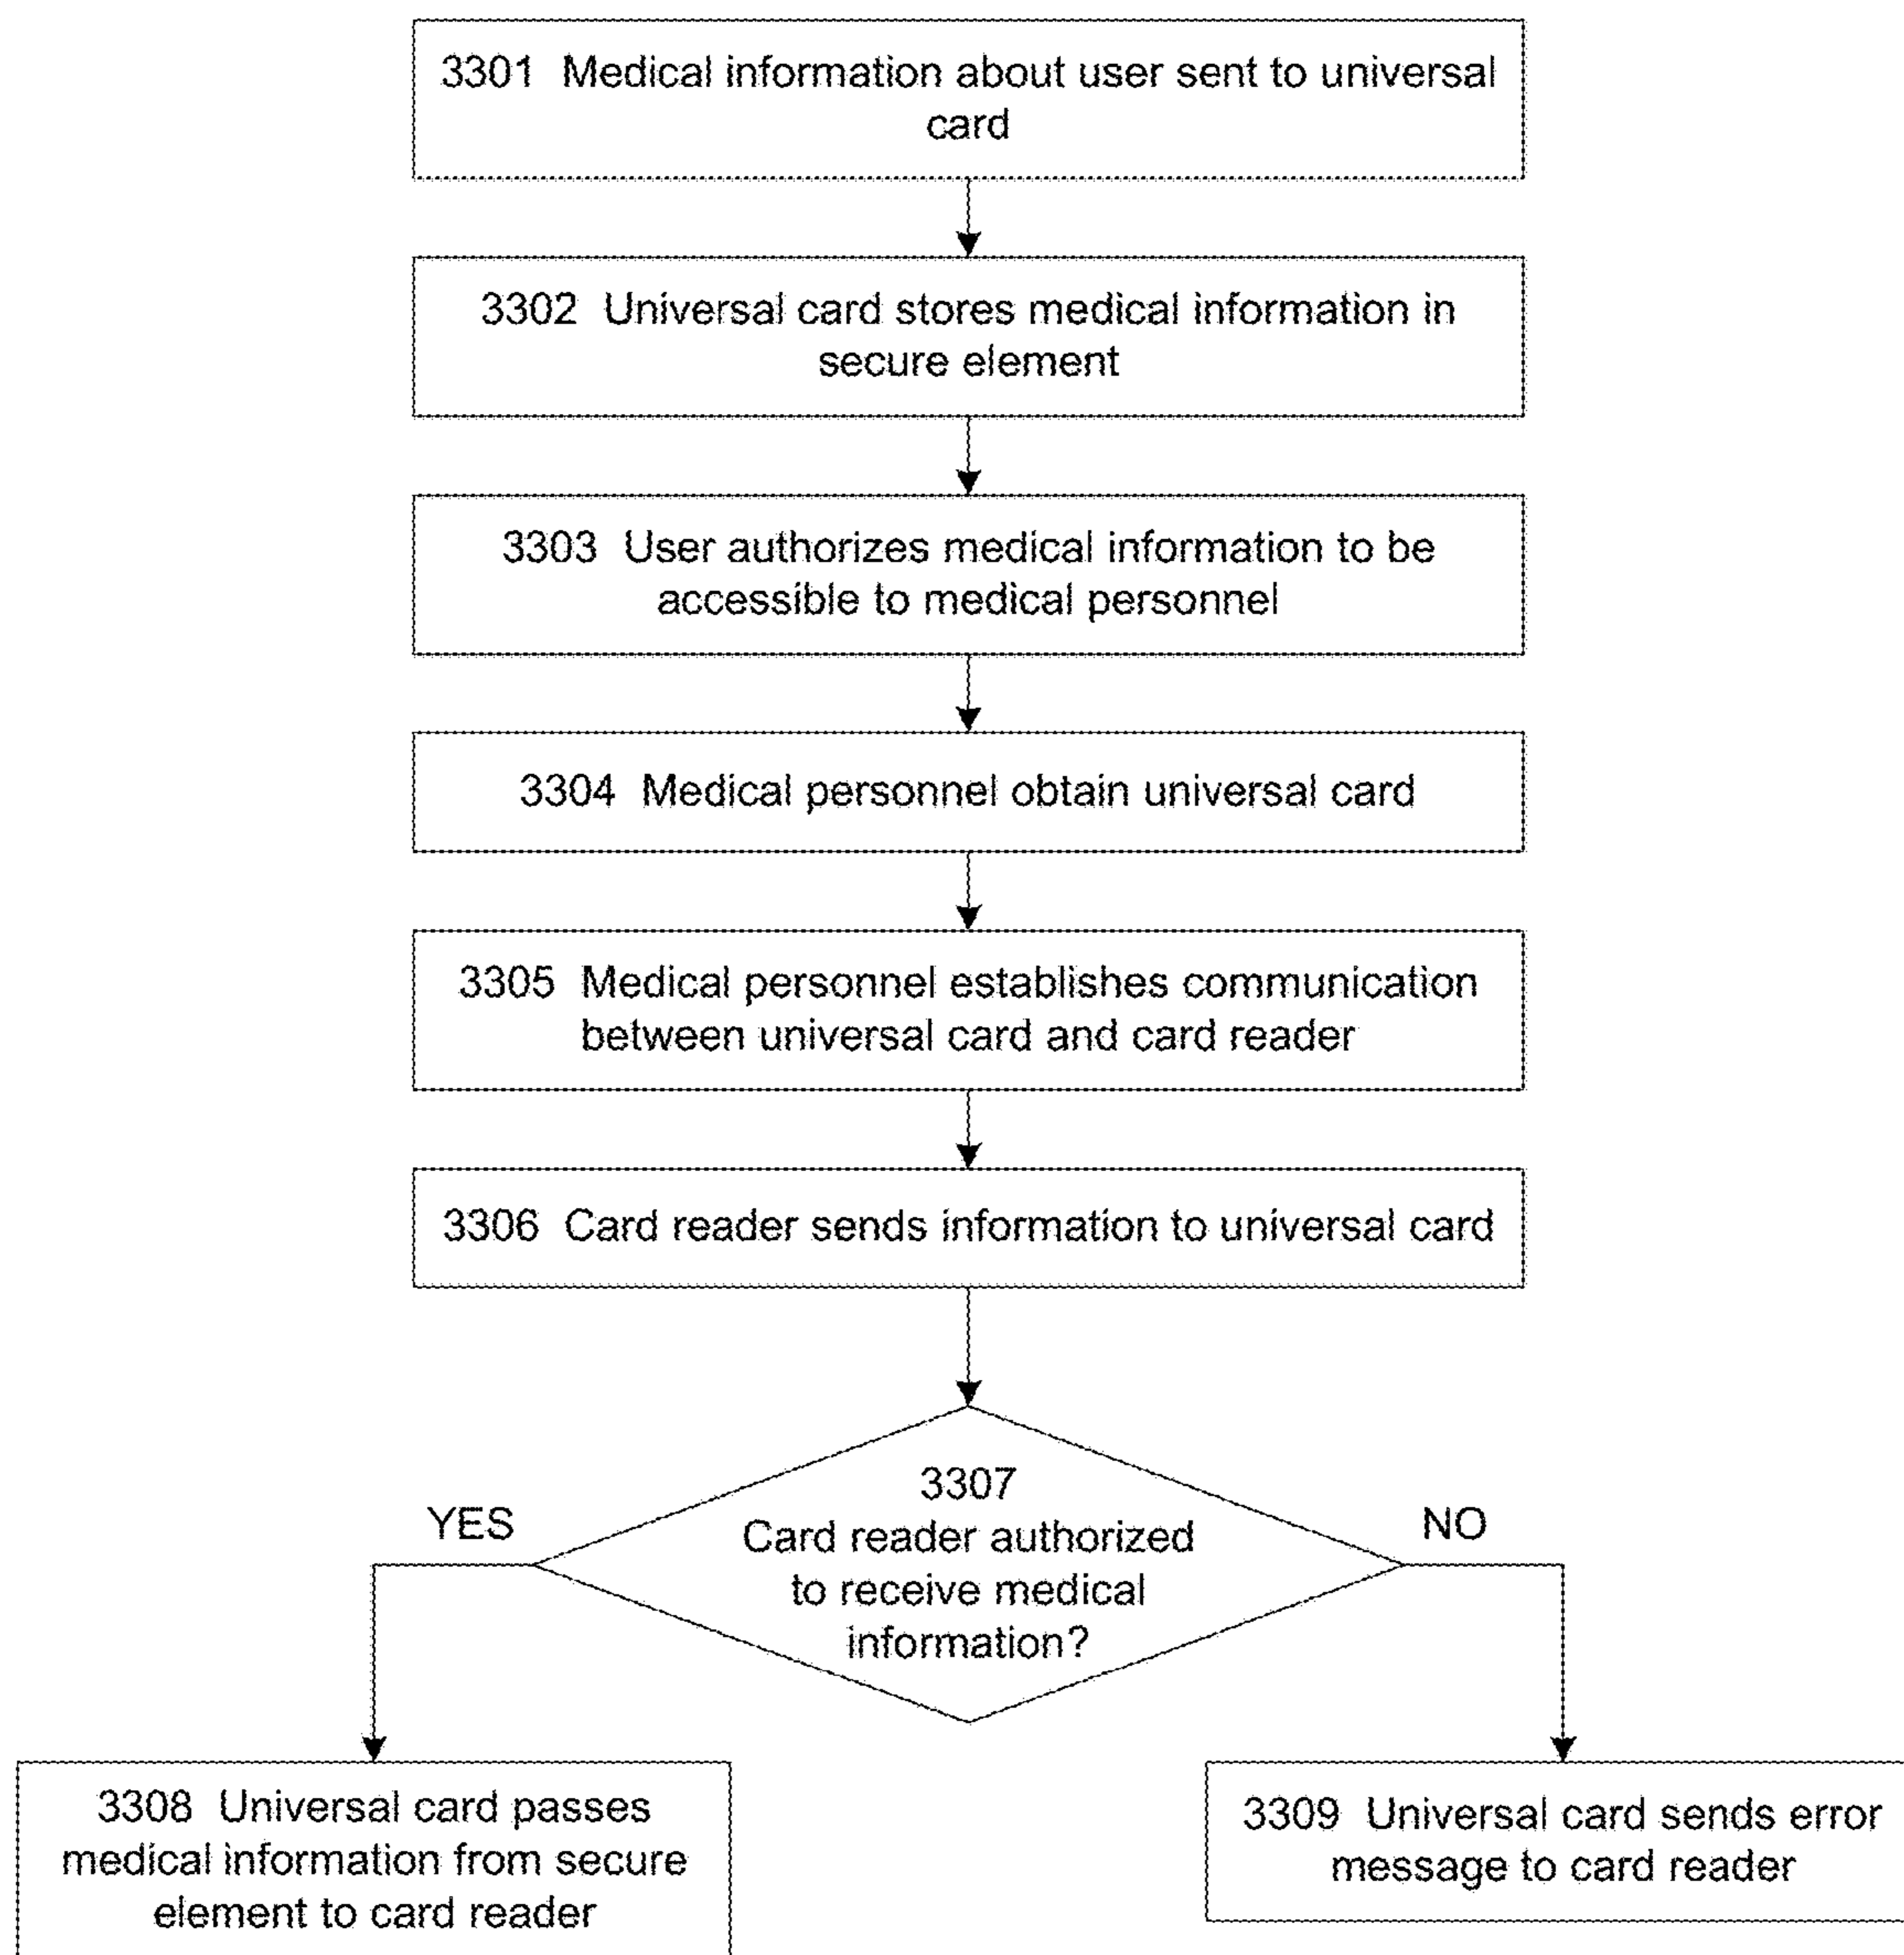 3301 Medical information about user sent to universal
card
3302 Universal card stores medical information in
secure element
3303 User authorizes medical information to be
accessible to medical personnel
3304 Medical personnel obtain universal card
3305 Medical personnel establishes communication
between universal card and card reader
3306 Card reader sends information to universal card
3307
Card reader authorized
to receive medical
information?
YES
NO
3308 Universal card passes
medical information from secure
element to card reader
3309 Universal card sends error
message to card reader